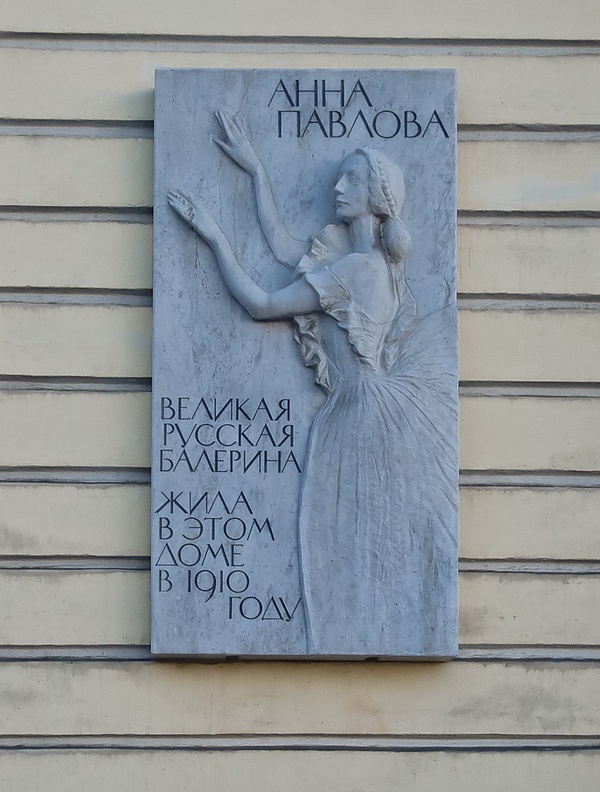 АННА
ПАВЛОВА
ВЕЛИКАЯ
РУССКАЯ
БАЛЕРИНА
ЖИЛА
В ЭТОМ
ДОМЕ
В 1910
ГОДУ